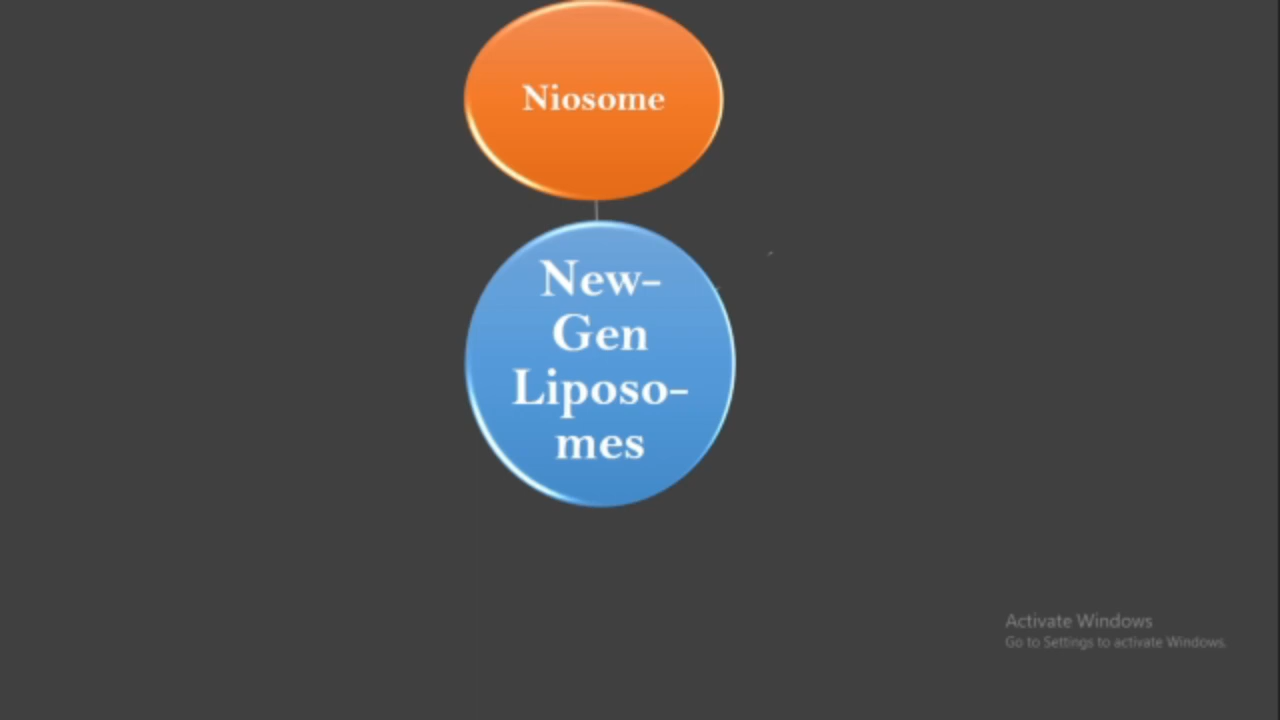 Niosome
New-
Gen
Liposo-
mes
Activate Windows
Go to Settings to activate Windows.